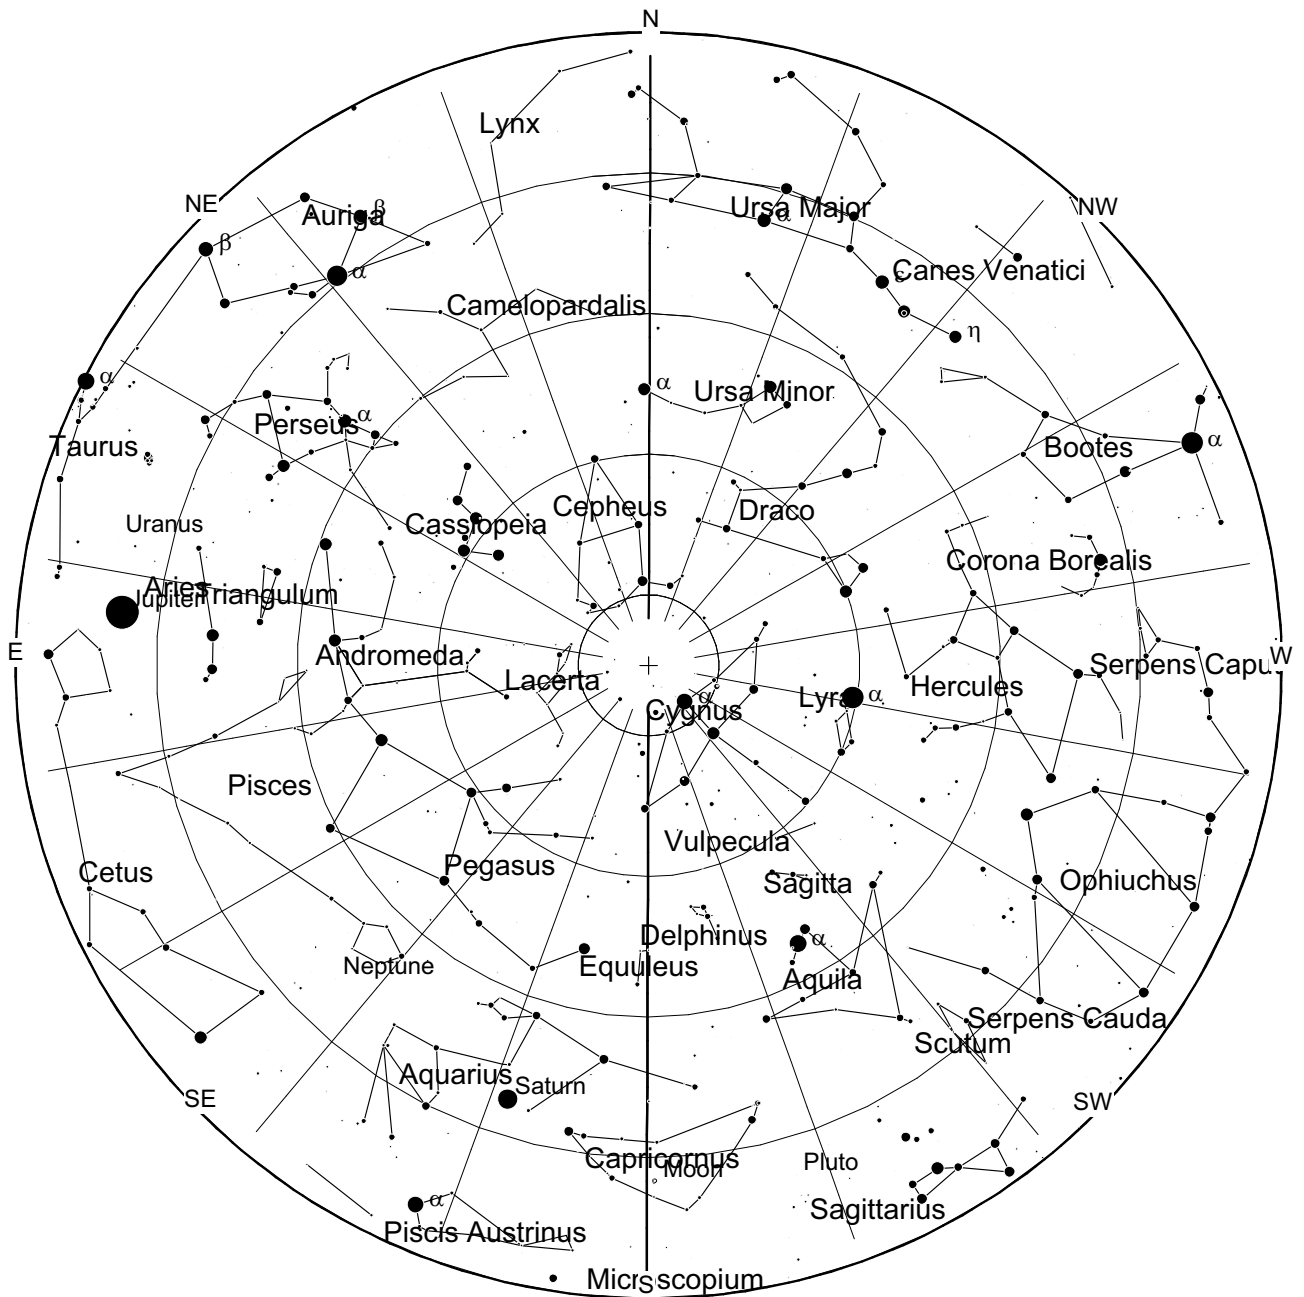 N
Lynx
NE
β
Auriga
Ursa Major
α
NW
β
α
ε
Canes Venatici
Camelopardalis
η
α
α
Ursa Minor
Perseus
α
Taurus
Bootes
α
Cepheus
Draco
Uranus
Cassiopeia
Corona Borealis
Aries
Triangulum
Jupiter
E
Andromeda
Lacerta
Cygnus
α
Lyra
α
Hercules
Serpens Caput
W
Pisces
Vulpecula
Cetus
Pegasus
Sagitta
Ophiuchus
Neptune
Equuleus
Delphinus
α
Aquila
Serpens Cauda
Scutum
SE
Aquarius
Saturn
SW
Capricornus
Moon
Pluto
α
Piscis Austrinus
Sagittarius
Microscopium
S